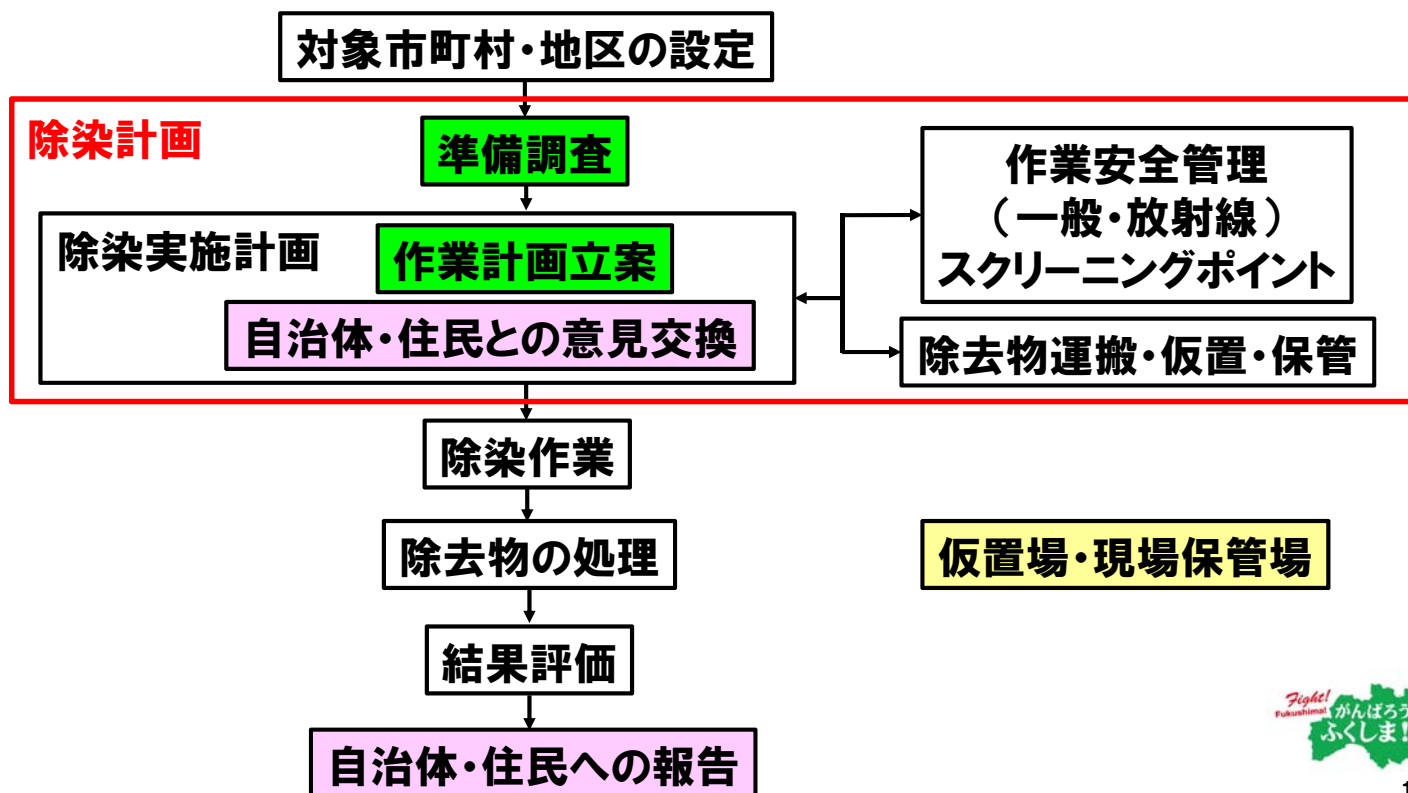 対象市町村・地区の設定
除染計画
準備調査
除染実施計画
作業計画立案
自治体・住民との意見交換
作業安全管理
（一般・放射線）
スクリーニングポイント
除去物運搬・仮置・保管
除染作業
除去物の処理
仮置場・現場保管場
結果評価
自治体・住民への報告
Fight!
Fukushima!
がんばろう
ふくしま!
1